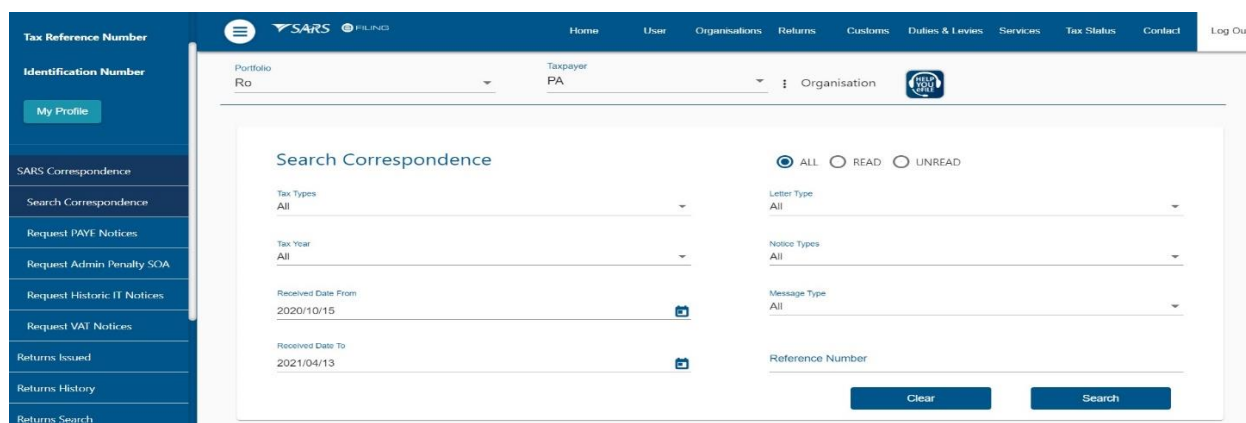 Tax Reference Number
Identification Number
My Profile
SARS Correspondence
Search Correspondence
Request PAYE Notices
Request Admin Penalty SOA
Request Historic IT Notices
Request VAT Notices
Returns Issued
Returns History
Returns Search
SARS eFILING
Home User Organisations Returns Customs Duties & Levies Services Tax Status Contact Log Ou
Portfolio
Ro
Taxpayer
PA
Organisation
HELP YOU eFILE
Search Correspondence
ALL READ UNREAD
Tax Types
All
Letter Type
All
Tax Year
All
Notice Types
All
Received Date From
2020/10/15
Message Type
All
Received Date To
2021/04/13
Reference Number
Clear Search